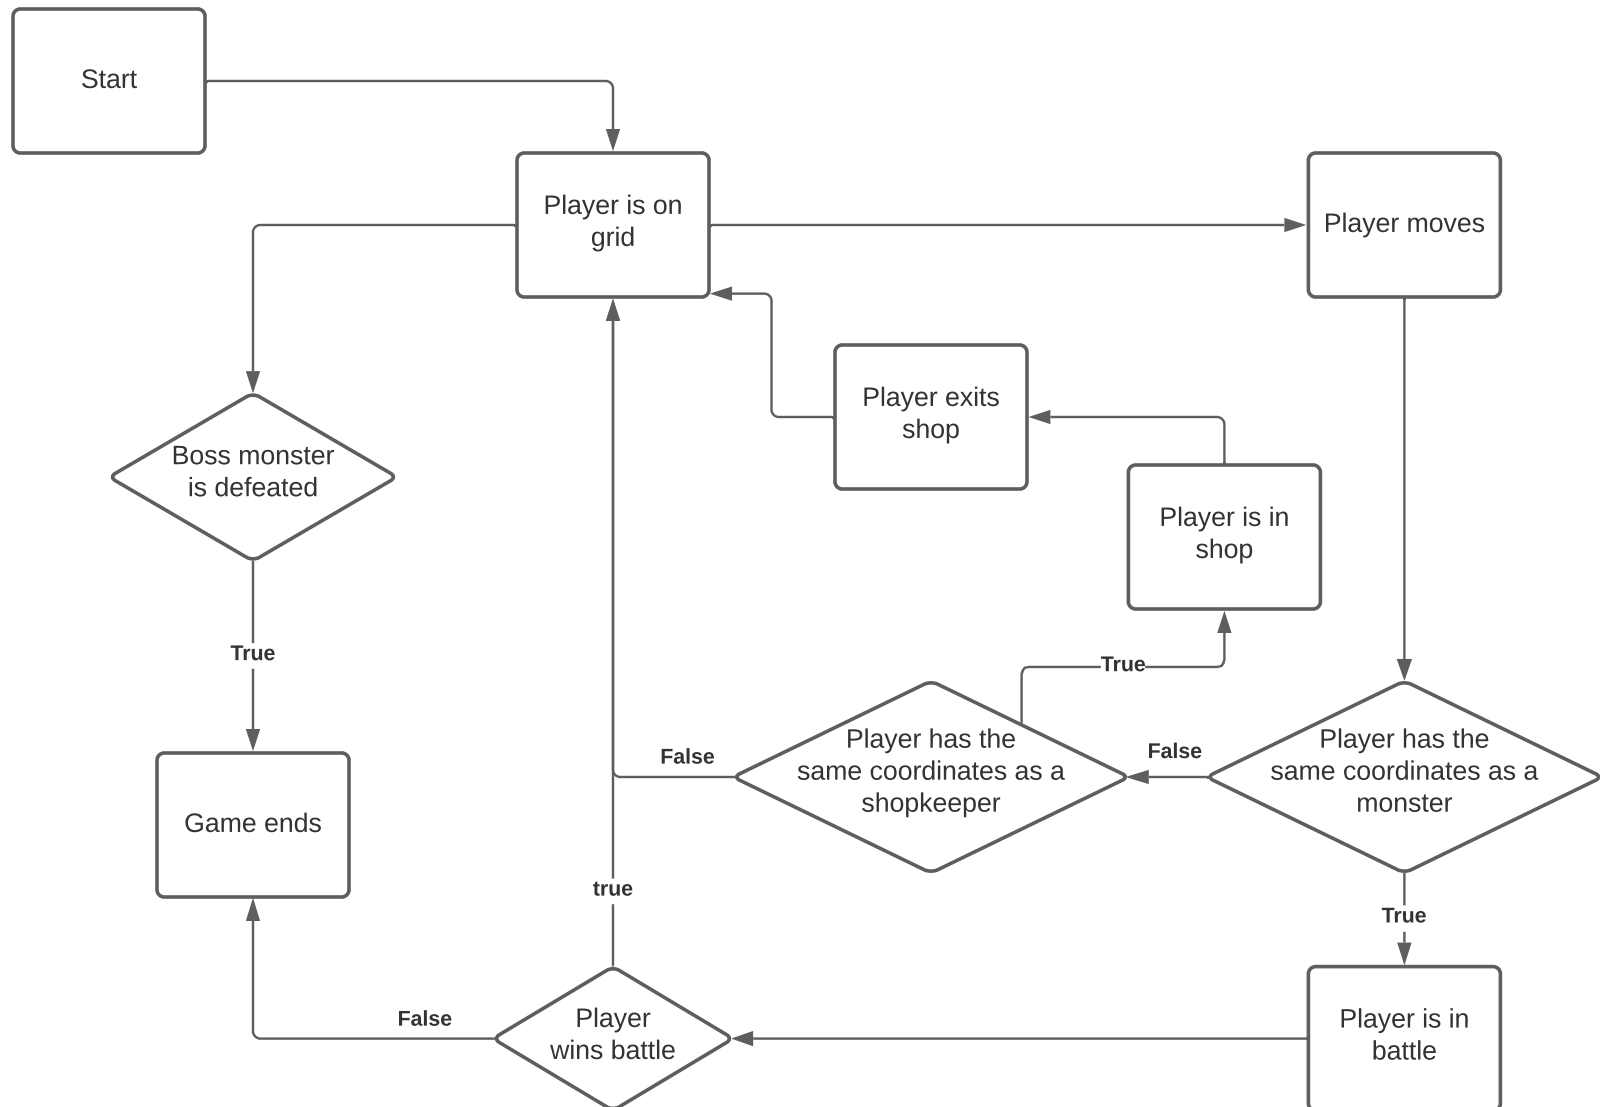 Start
Player is on
grid
Player moves
Player exits
shop
Boss monster
is defeated
Player is in
shop
True
True
Player has the
same coordinates as a
shopkeeper
Player has the
same coordinates as a
monster
False
False
Game ends
true
True
False
Player
wins battle
Player is in
battle